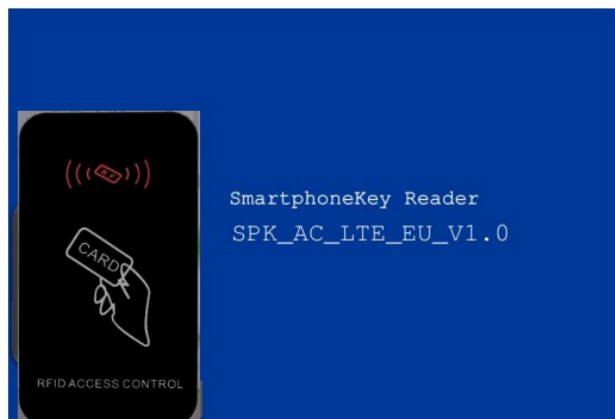 CARD
RFID ACCESS CONTROL
SmartphoneKey Reader
SPK_AC_LTE_EU_V1.0